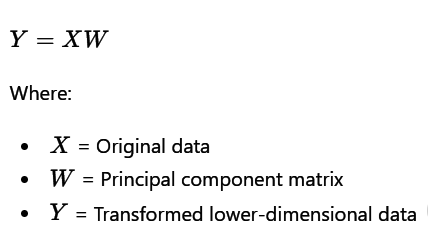 Y = XW
Where:
• X = Original data
• W = Principal component matrix
• Y = Transformed lower-dimensional data